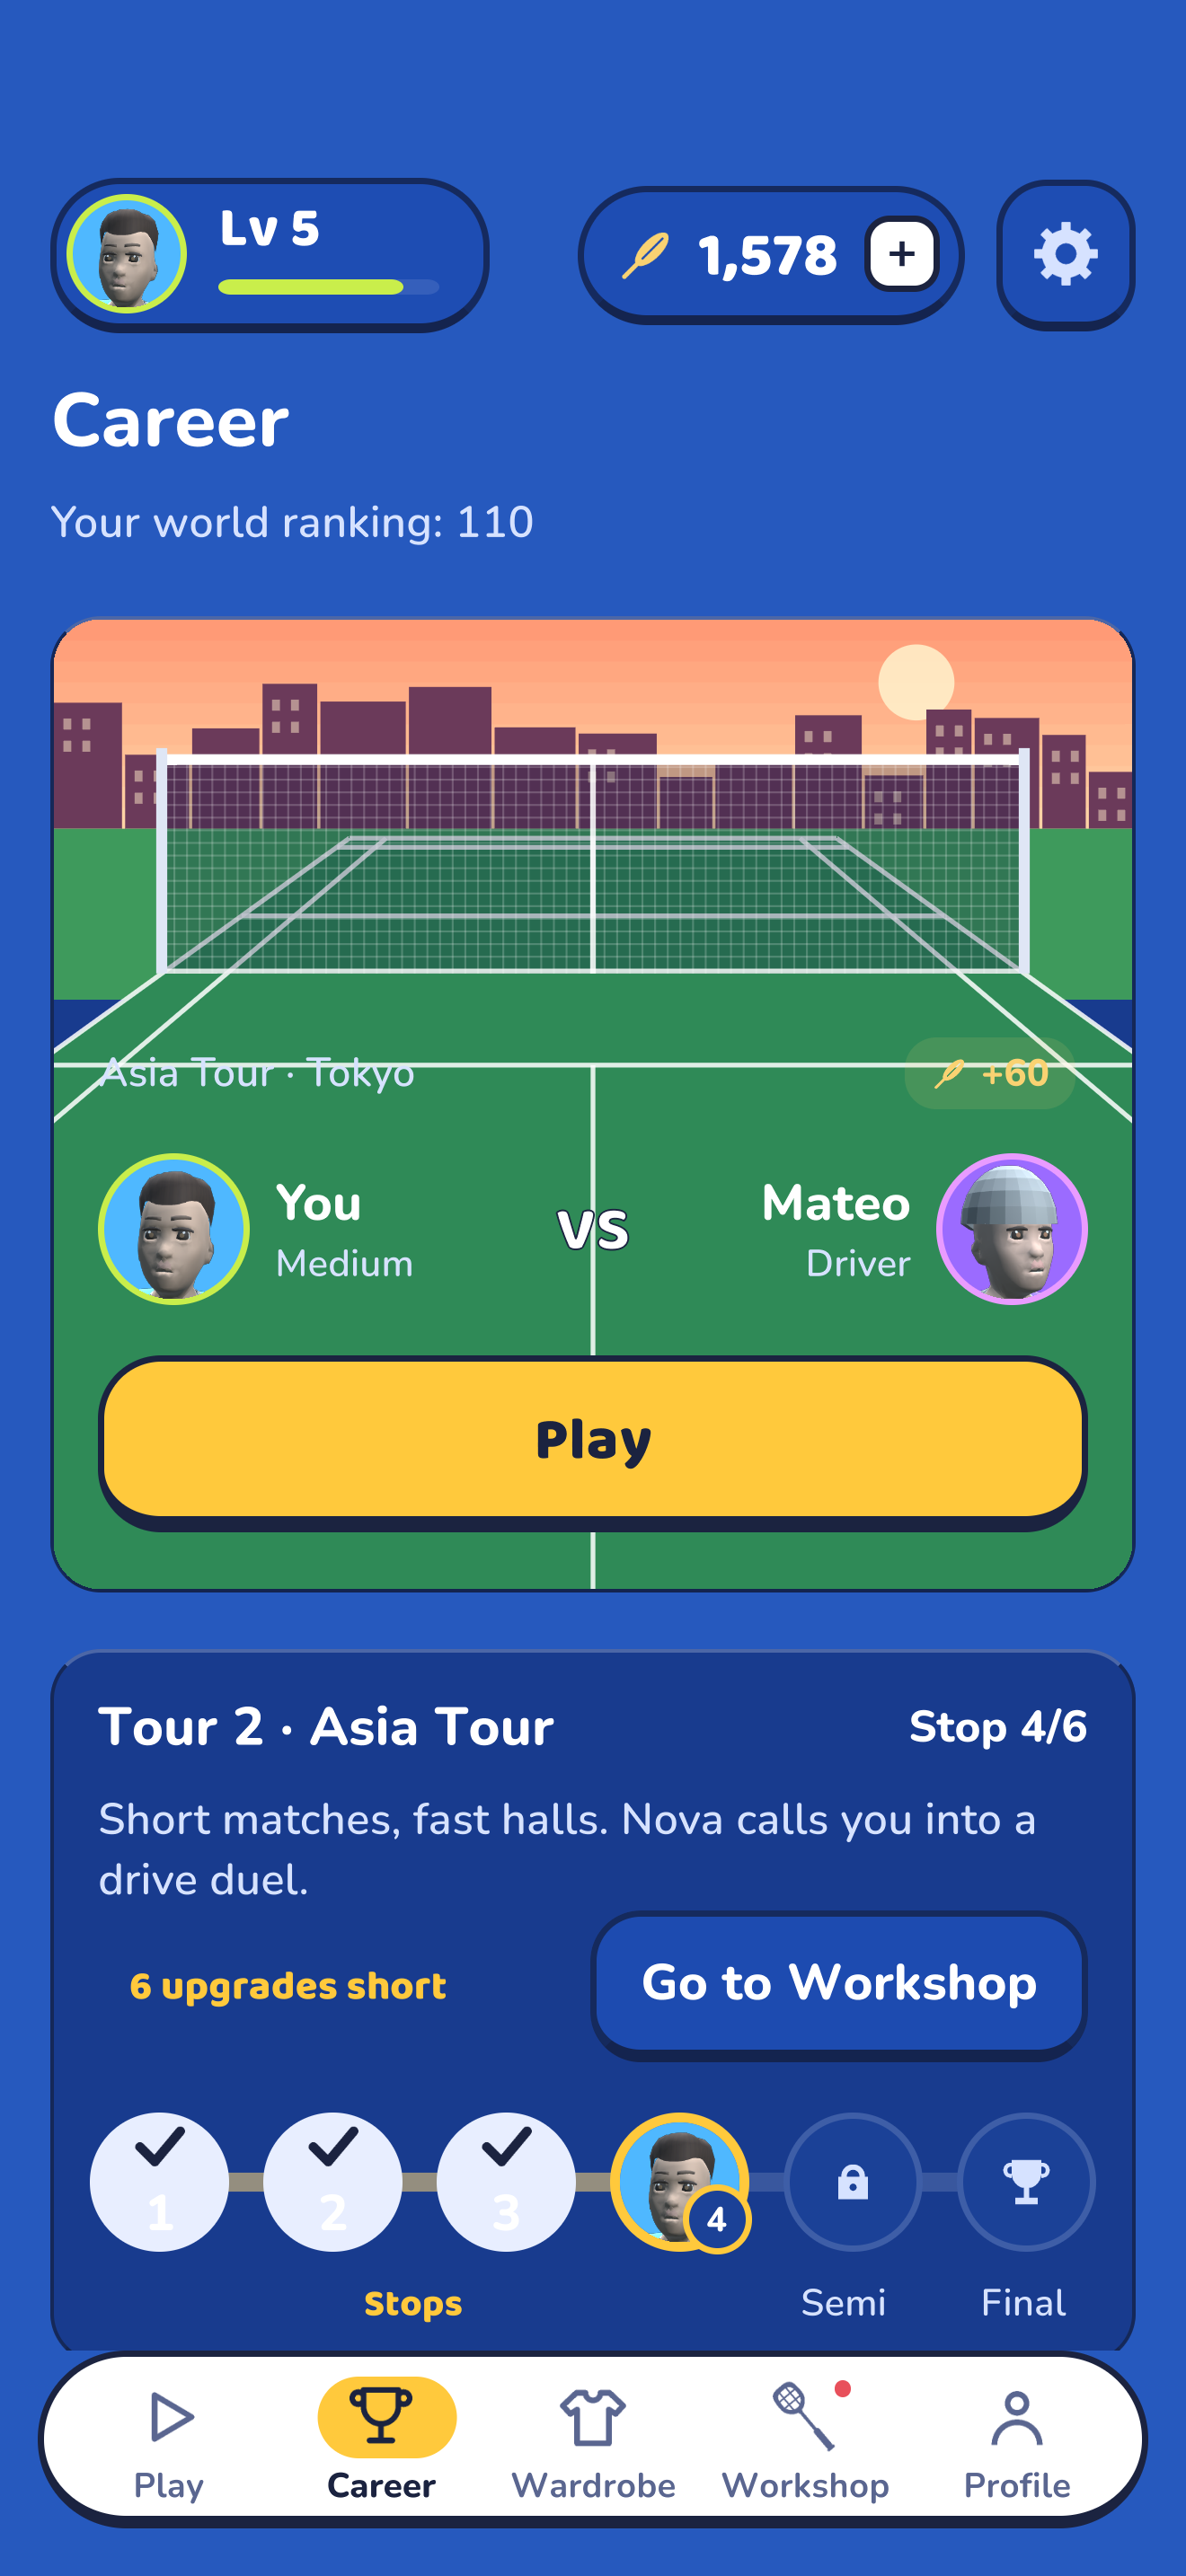 Lv 5
1,578
+
Career
Your world ranking: 110
Asia Tour · Tokyo
+60
You
Medium
VS
Mateo
Driver
Play
Tour 2 · Asia Tour
Stop 4/6
Short matches, fast halls. Nova calls you into a
drive duel.
6 upgrades short
Go to Workshop
1
2
3
4
Stops
Semi
Final
Play
Career
Wardrobe
Workshop
Profile